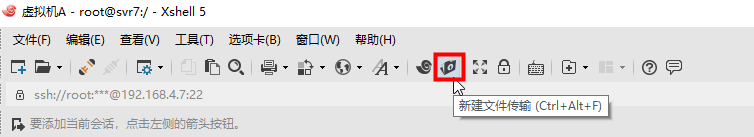 虚拟机A - root@svr7:/ - Xshell 5
文件(F) 编辑(E) 查看(V) 工具(T) 选项卡(B) 窗口(W) 帮助(H)
ssh://root:***@192.168.4.7:22
新建文件传输 (Ctrl+Alt+F)
要添加当前会话，点击左侧的箭头按钮。